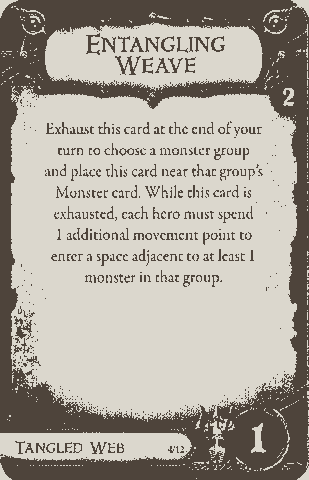 ENTANGLING
WEAVE
2
Exhaust this card at the end of your
turn to choose a monster group
and place this card near that group's
Monster card. While this card is
exhausted, each hero must spend
1 additional movement point to
enter a space adjacent to at least 1
monster in that group.
TANGLED WEB
4/12
1